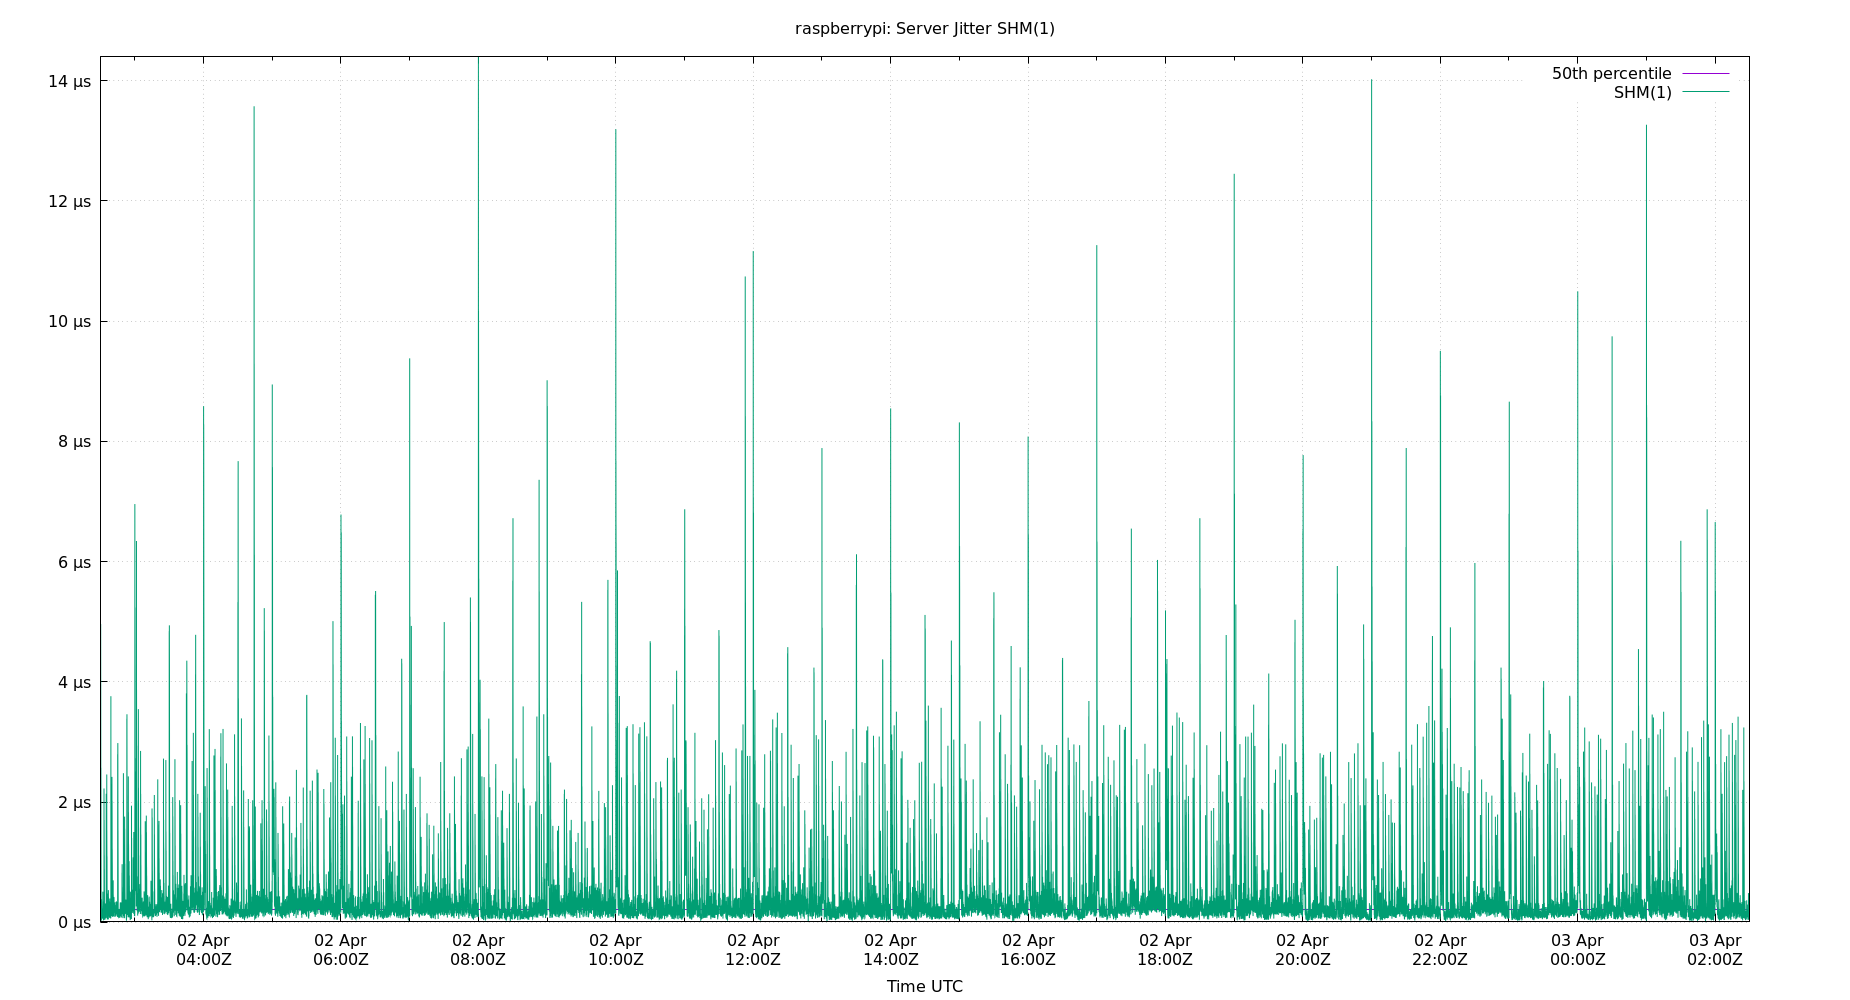 raspberrypi: Server Jitter SHM(1)
50th percentile
SHM(1)
14 µs
12 µs
10 µs
8 µs
6 µs
4 µs
2 µs
0 µs
02 Apr 02 Apr 02 Apr 02 Apr 02 Apr 02 Apr 02 Apr 02 Apr 02 Apr 02 Apr 03 Apr 03 Apr
04:00Z 06:00Z 08:00Z 10:00Z 12:00Z 14:00Z 16:00Z 18:00Z 20:00Z 22:00Z 00:00Z 02:00Z
Time UTC